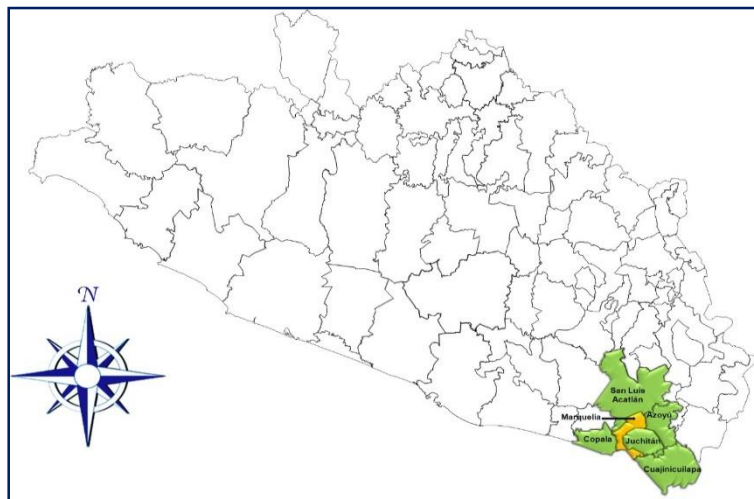 N
San Luis
Acatlán
Marquelia
Azoyú
Copala
Juchitán
Cuajinicuilapa